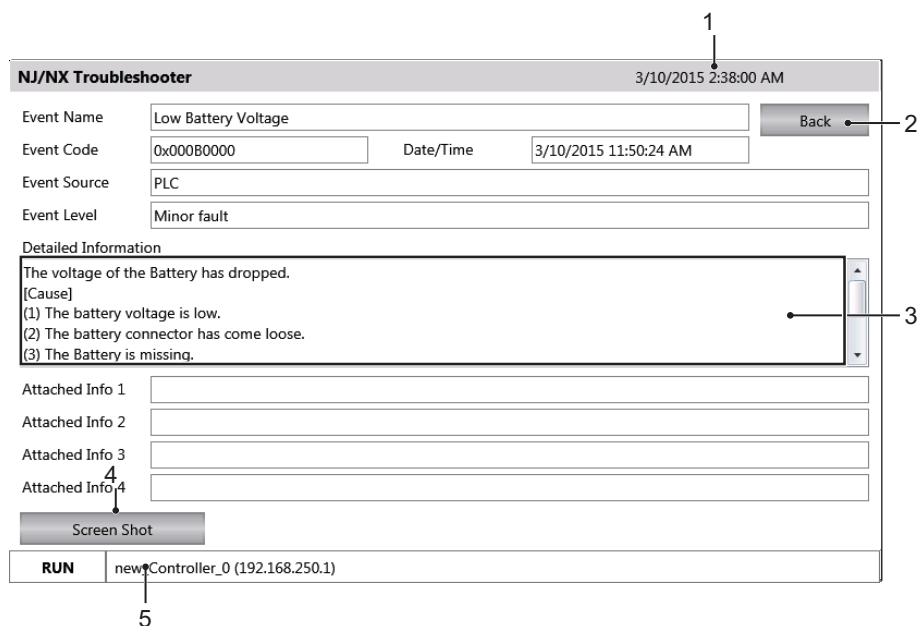 1
NJ/NX Troubleshooter 3/10/2015 2:38:00 AM
Event Name Low Battery Voltage Back 2
Event Code 0x000B0000 Date/Time 3/10/2015 11:50:24 AM
Event Source PLC
Event Level Minor fault
Detailed Information
The voltage of the Battery has dropped.
[Cause]
(1) The battery voltage is low.
(2) The battery connector has come loose.
(3) The Battery is missing.
3
Attached Info 1
Attached Info 2
Attached Info 3
4
Attached Info 4
Screen Shot
RUN new_Controller_0 (192.168.250.1)
5